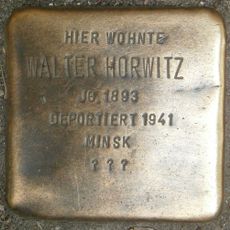 HIER WOHNTE
WALTER HORWITZ
JG. 1893
DEPORTIERT 1941
MINSK
? ? ?